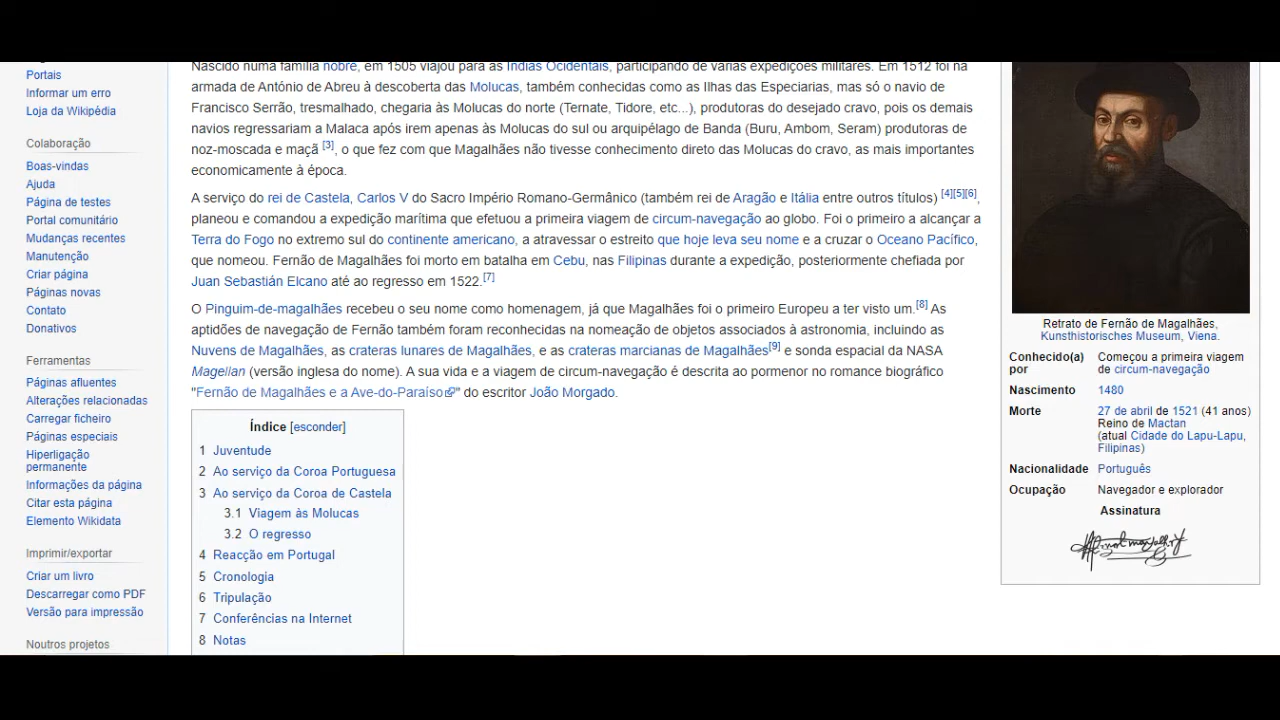 Portais
Informar um erro
Loja da Wikipédia
Colaboração
Boas-vindas
Ajuda
Página de testes
Portal comunitário
Mudanças recentes
Manutenção
Criar página
Páginas novas
Contato
Donativos
Ferramentas
Páginas afluentes
Alterações relacionadas
Carregar ficheiro
Páginas especiais
Hiperligação
permanente
Informações da página
Citar esta página
Elemento Wikidata
Imprimir/exportar
Criar um livro
Descarregar como PDF
Versão para impressão
Noutros projetos
Nascido numa família nobre, em 1505 viajou para as Índias Ocidentais, participando de várias expedições militares. Em 1512 foi na
armada de António de Abreu à descoberta das Molucas, também conhecidas como as Ilhas das Especiarias, mas só o navio de
Francisco Serrão, tresmalhado, chegaria às Molucas do norte (Ternate, Tidore, etc...), produtoras do desejado cravo, pois os demais
navios regressariam a Malaca após irem apenas às Molucas do sul ou arquipélago de Banda (Buru, Ambom, Seram) produtoras de
noz-moscada e maçã [3], o que fez com que Magalhães não tivesse conhecimento direto das Molucas do cravo, as mais importantes
economicamente à época.
A serviço do rei de Castela, Carlos V do Sacro Império Romano-Germânico (também rei de Aragão e Itália entre outros títulos) [4][5][6],
planeou e comandou a expedição marítima que efetuou a primeira viagem de circum-navegação ao globo. Foi o primeiro a alcançar a
Terra do Fogo no extremo sul do continente americano, a atravessar o estreito que hoje leva seu nome e a cruzar o Oceano Pacífico,
que nomeou. Fernão de Magalhães foi morto em batalha em Cebu, nas Filipinas durante a expedição, posteriormente chefiada por
Juan Sebastián Elcano até ao regresso em 1522.[7]
O Pinguim-de-magalhães recebeu o seu nome como homenagem, já que Magalhães foi o primeiro Europeu a ter visto um.[8] As
aptidões de navegação de Fernão também foram reconhecidas na nomeação de objetos associados à astronomia, incluindo as
Nuvens de Magalhães, as crateras lunares de Magalhães, e as crateras marcianas de Magalhães[9] e sonda espacial da NASA
Magellan (versão inglesa do nome). A sua vida e a viagem de circum-navegação é descrita ao pormenor no romance biográfico
"Fernão de Magalhães e a Ave-do-Paraíso" do escritor João Morgado.
Índice [esconder]
1 Juventude
2 Ao serviço da Coroa Portuguesa
3 Ao serviço da Coroa de Castela
3.1 Viagem às Molucas
3.2 O regresso
4 Reacção em Portugal
5 Cronologia
6 Tripulação
7 Conferências na Internet
8 Notas
Retrato de Fernão de Magalhães,
Kunsthistorisches Museum, Viena.
Conhecido(a) por Começou a primeira viagem
de circum-navegação
Nascimento 1480
Morte 27 de abril de 1521 (41 anos)
Reino de Mactan
(atual Cidade do Lapu-Lapu,
Filipinas)
Nacionalidade Português
Ocupação Navegador e explorador
Assinatura